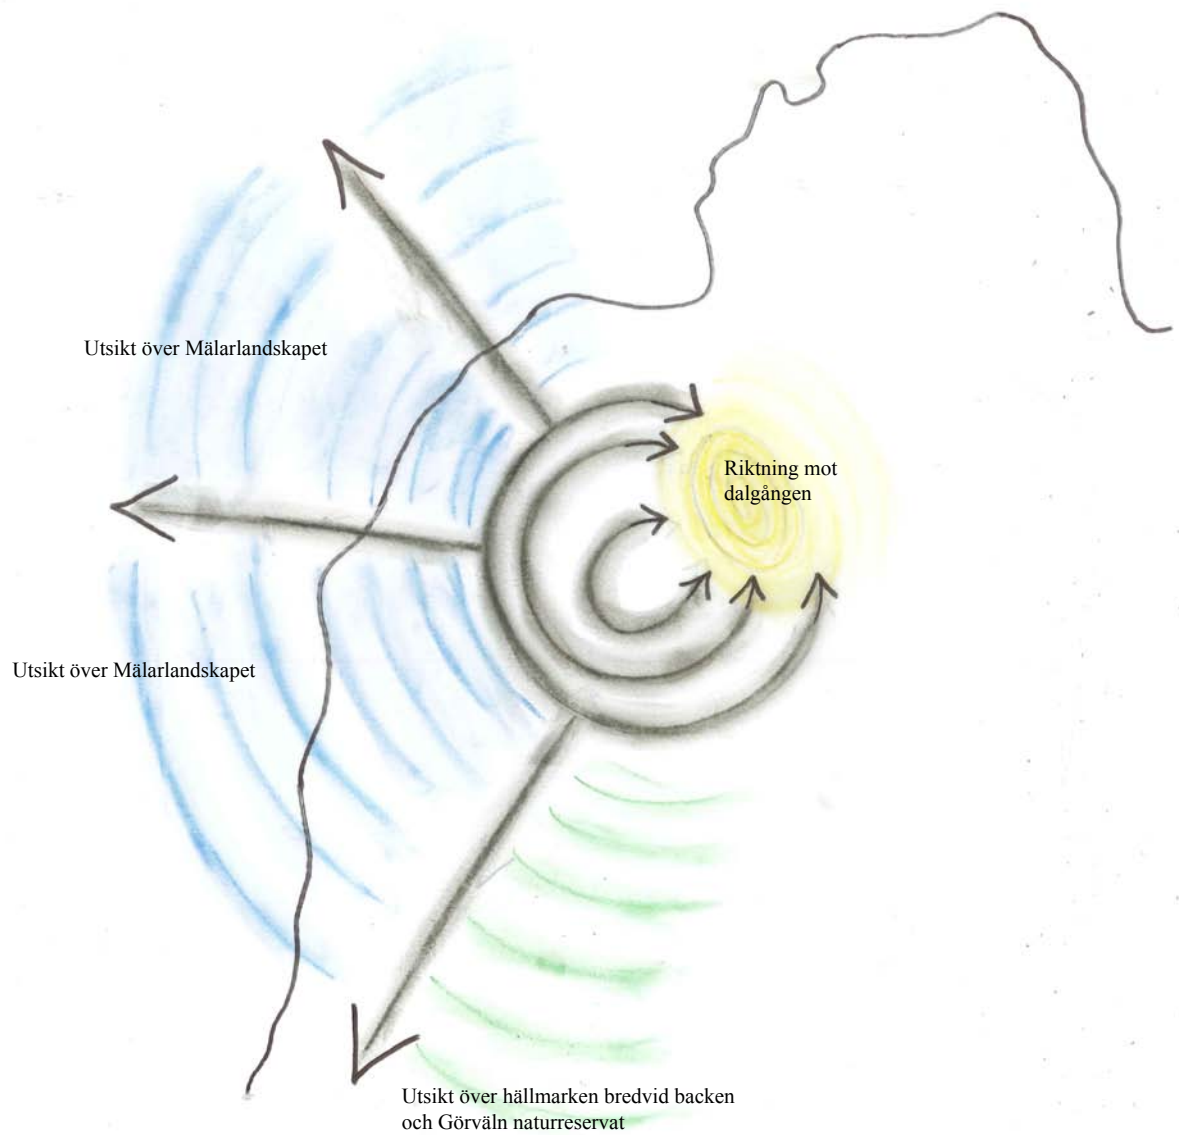 Utsikt över Mälarlandskapet
Riktning mot
dalgången
Utsikt över Mälarlandskapet
Utsikt över hällmarken bredvid backen
och Görväln naturreservat